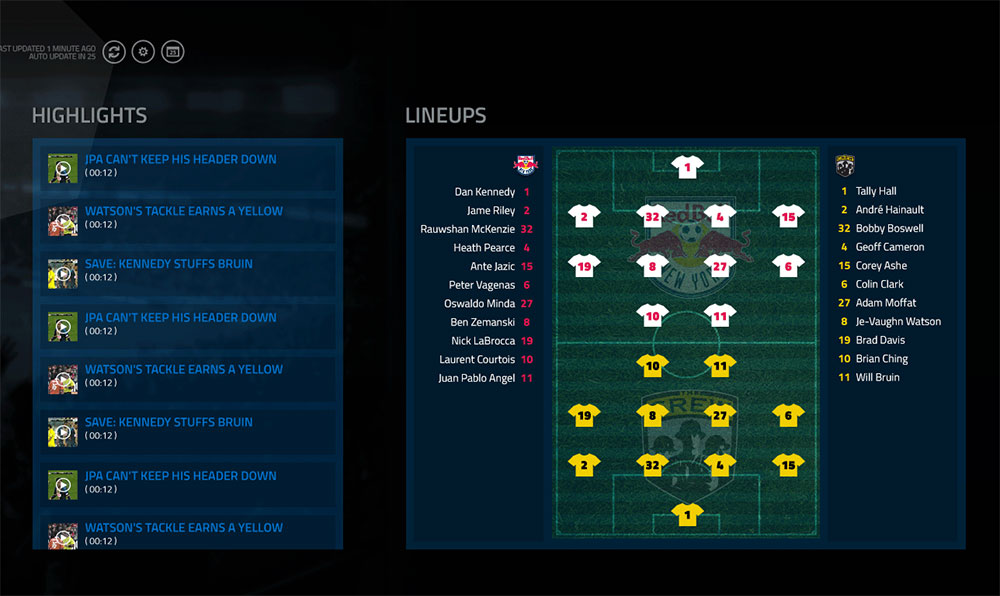 AST UPDATED 1 MINUTE AGO
AUTO UPDATE IN 25
25
HIGHLIGHTS
JPA CAN'T KEEP HIS HEADER DOWN
( 00:12 )
WATSON'S TACKLE EARNS A YELLOW
( 00:12 )
SAVE: KENNEDY STUFFS BRUIN
( 00:12 )
JPA CAN'T KEEP HIS HEADER DOWN
( 00:12 )
WATSON'S TACKLE EARNS A YELLOW
( 00:12 )
SAVE: KENNEDY STUFFS BRUIN
( 00:12 )
JPA CAN'T KEEP HIS HEADER DOWN
( 00:12 )
WATSON'S TACKLE EARNS A YELLOW
( 00:12 )
LINEUPS
Dan Kennedy 1
Jame Riley 2
Rauwshan McKenzie 32
Heath Pearce 4
Ante Jazic 15
Peter Vagenas 6
Oswaldo Minda 27
Ben Zemanski 8
Nick LaBrocca 19
Laurent Courtois 10
Juan Pablo Angel 11
1
2 32 4 15
19 8 27 6
10 11
10 11
19 8 27 6
2 32 4 15
1
NEW YORK
CREW
1 Tally Hall
2 André Hainault
32 Bobby Boswell
4 Geoff Cameron
15 Corey Ashe
6 Colin Clark
27 Adam Moffat
8 Je-Vaughn Watson
19 Brad Davis
10 Brian Ching
11 Will Bruin